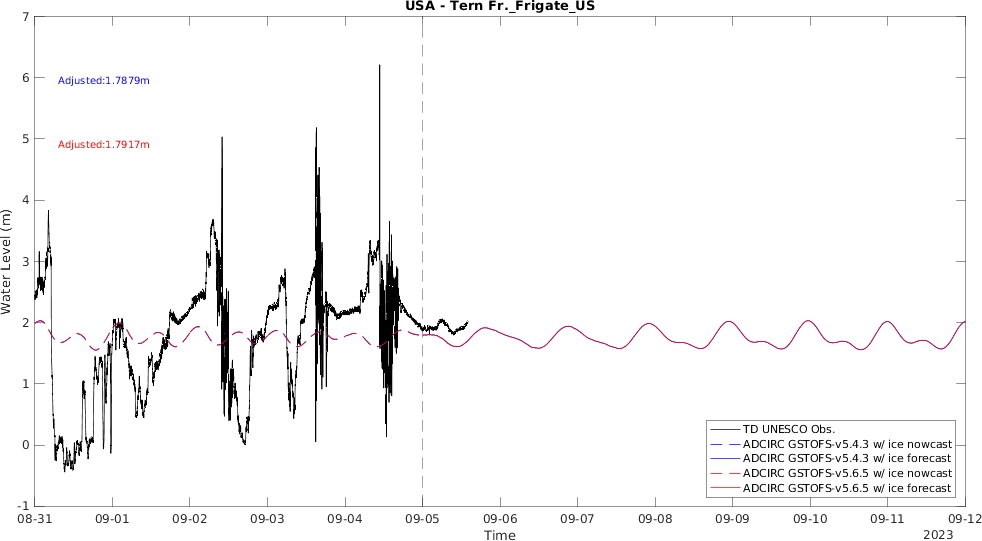 USA - Tern Fr._Frigate_US
7
6
5
4
3
2
1
0
-1
Water Level (m)
Adjusted:1.7879m
Adjusted:1.7917m
TD UNESCO Obs.
ADCIRC GSTOFS-v5.4.3 w/ ice nowcast
ADCIRC GSTOFS-v5.4.3 w/ ice forecast
ADCIRC GSTOFS-v5.6.5 w/ ice nowcast
ADCIRC GSTOFS-v5.6.5 w/ ice forecast
08-31 09-01 09-02 09-03 09-04 09-05 09-06 09-07 09-08 09-09 09-10 09-11 09-12
Time
2023